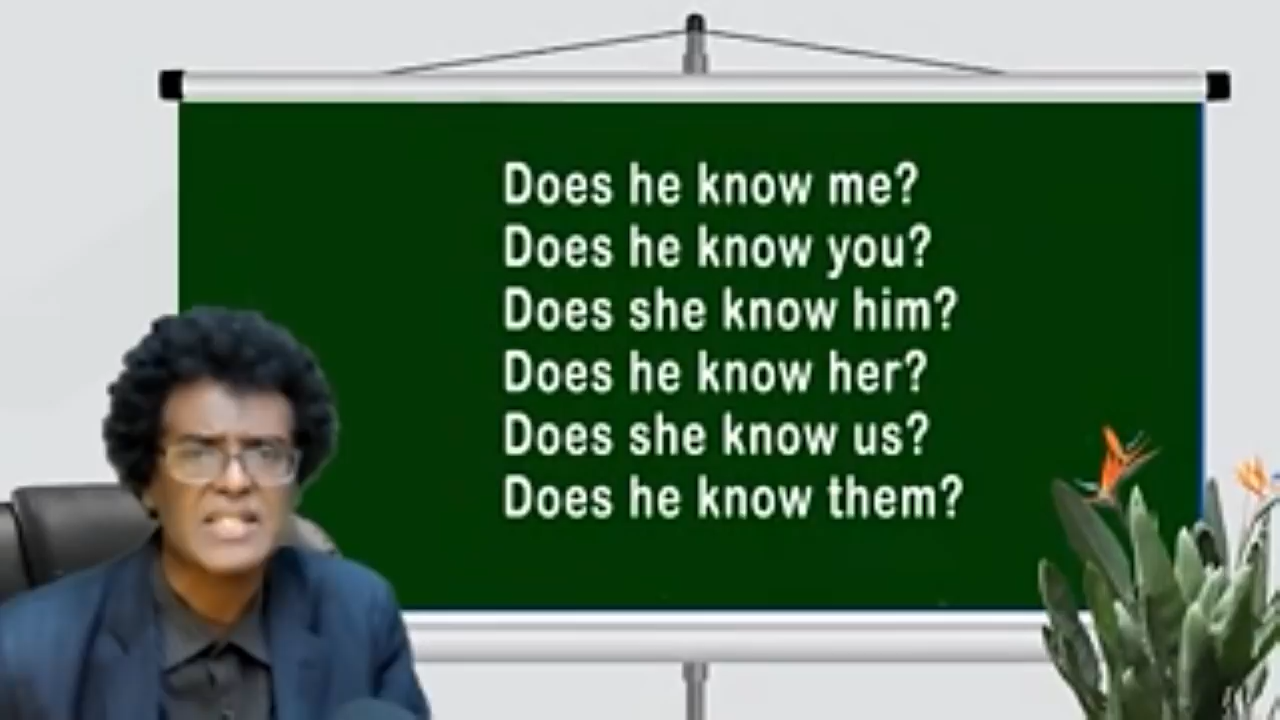 Does he know me?
Does he know you?
Does she know him?
Does he know her?
Does she know us?
Does he know them?